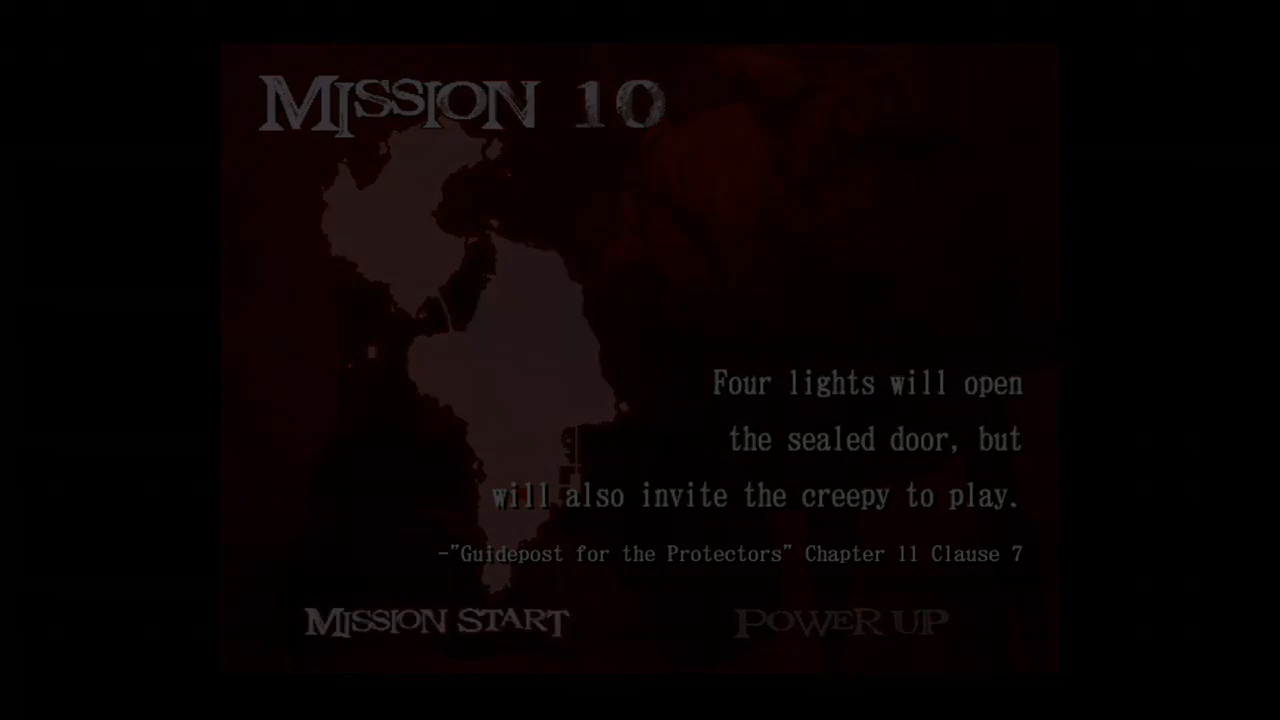 MISSION 10
Four lights will open
the sealed door, but
will also invite the creepy to play.
-"Guidepost for the Protectors" Chapter 11 Clause 7
MISSION START
POWER UP